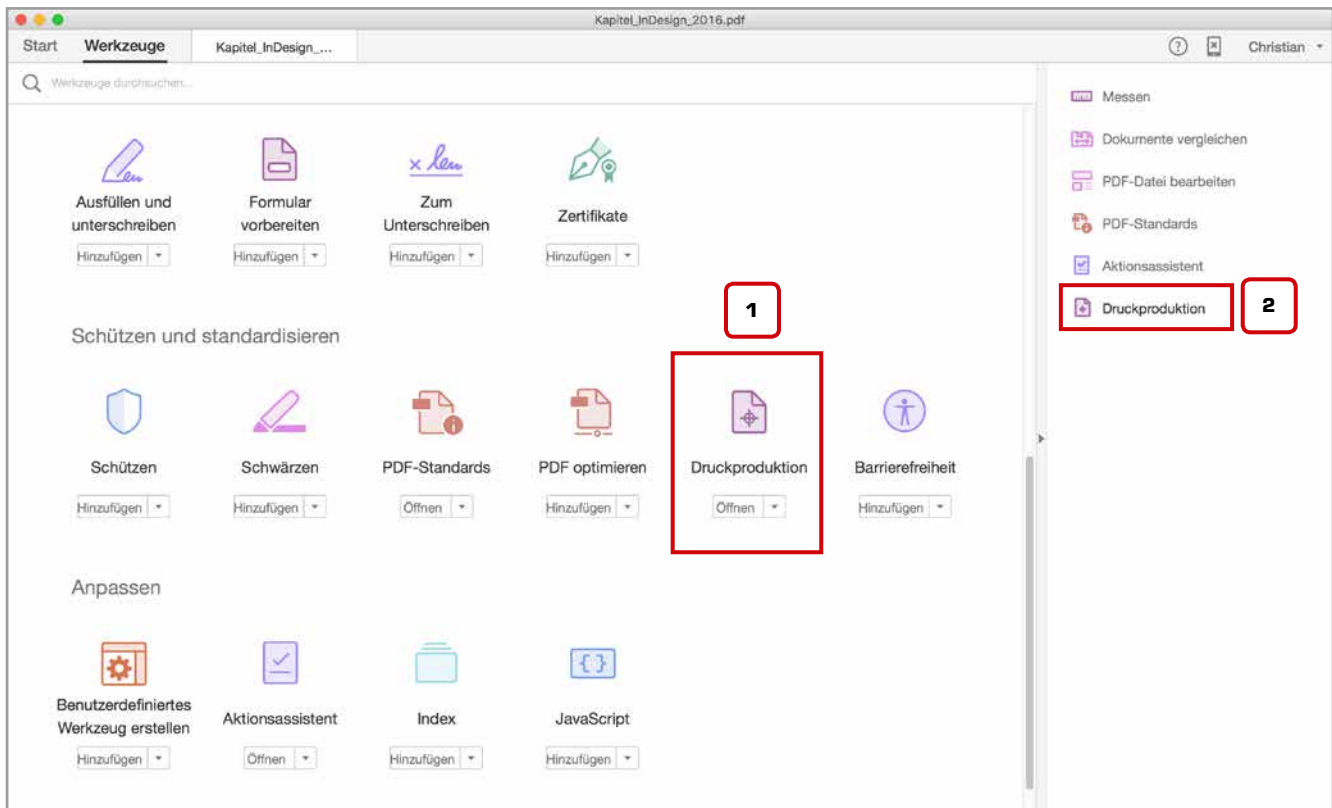 Kapitel_InDesign_2016.pdf
Start Werkzeuge Kapitel_InDesign_... ? Christian
Werkzeuge durchsuchen...
Ausfüllen und
unterschreiben
Hinzufügen
Formular
vorbereiten
Hinzufügen
Zum
Unterschreiben
Hinzufügen
Zertifikate
Hinzufügen
Schützen und standardisieren
1
Schützen
Hinzufügen
Schwärzen
Hinzufügen
PDF-Standards
Öffnen
PDF optimieren
Hinzufügen
Druckproduktion
Öffnen
Barrierefreiheit
Hinzufügen
Anpassen
Benutzerdefiniertes
Werkzeug erstellen
Hinzufügen
Aktionsassistent
Öffnen
Index
Hinzufügen
JavaScript
Hinzufügen
Messen
Dokumente vergleichen
PDF-Datei bearbeiten
PDF-Standards
Aktionsassistent
Druckproduktion
2